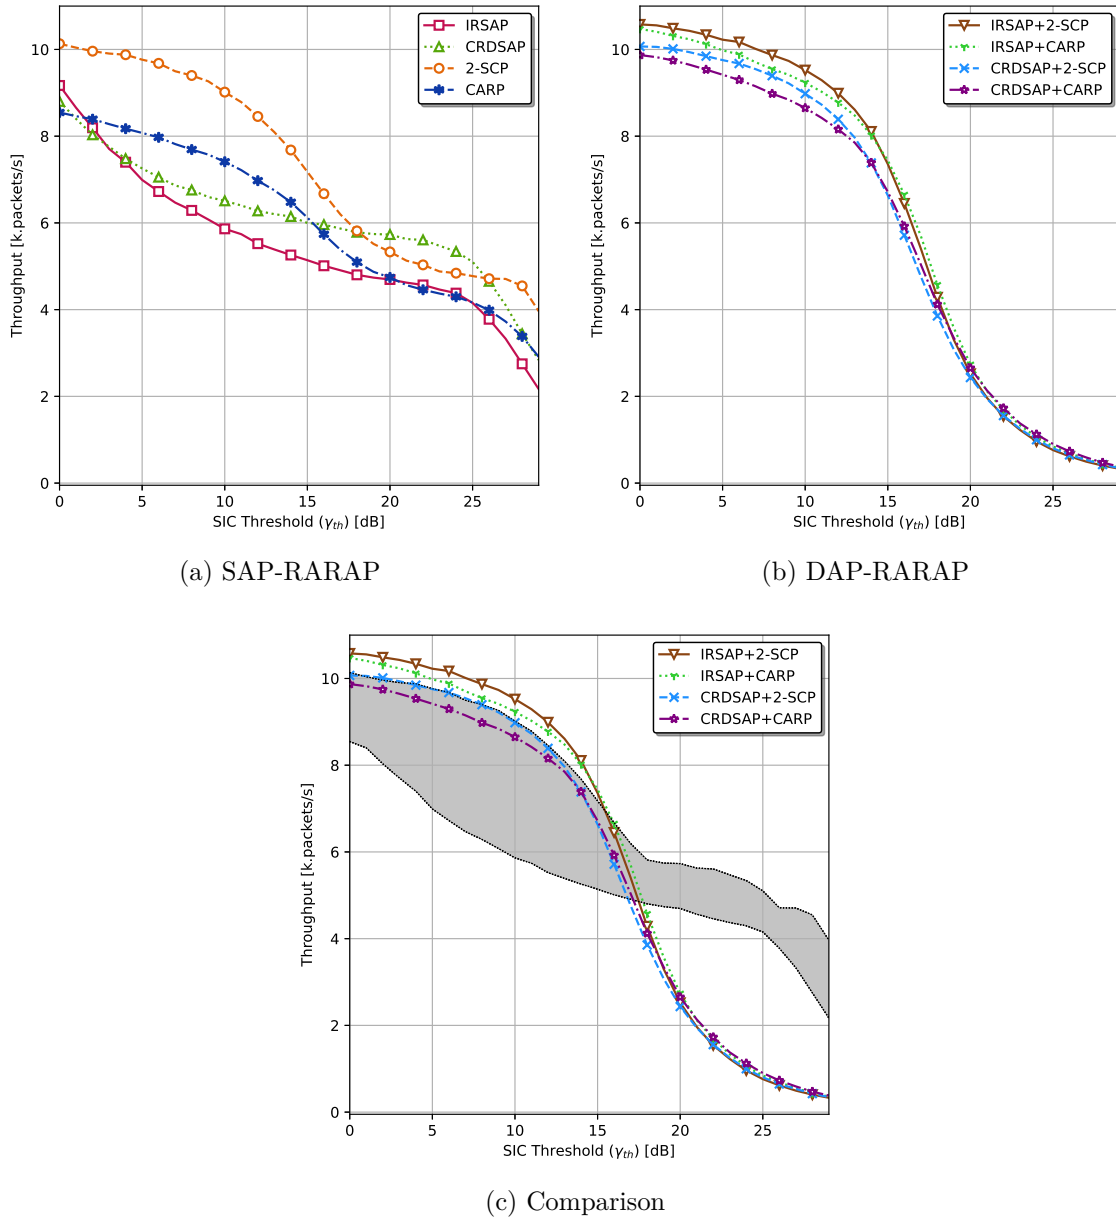 IRSAP
CRDSAP
2-SCP
CARP
10
8
6
4
2
0
Throughput [k.packets/s]
0 5 10 15 20 25
SIC Threshold (γth) [dB]
(a) SAP-RARAP
IRSAP+2-SCP
IRSAP+CARP
CRDSAP+2-SCP
CRDSAP+CARP
10
8
6
4
2
0
Throughput [k.packets/s]
0 5 10 15 20 25
SIC Threshold (γth) [dB]
(b) DAP-RARAP
IRSAP+2-SCP
IRSAP+CARP
CRDSAP+2-SCP
CRDSAP+CARP
10
8
6
4
2
0
Throughput [k.packets/s]
0 5 10 15 20 25
SIC Threshold (γth) [dB]
(c) Comparison